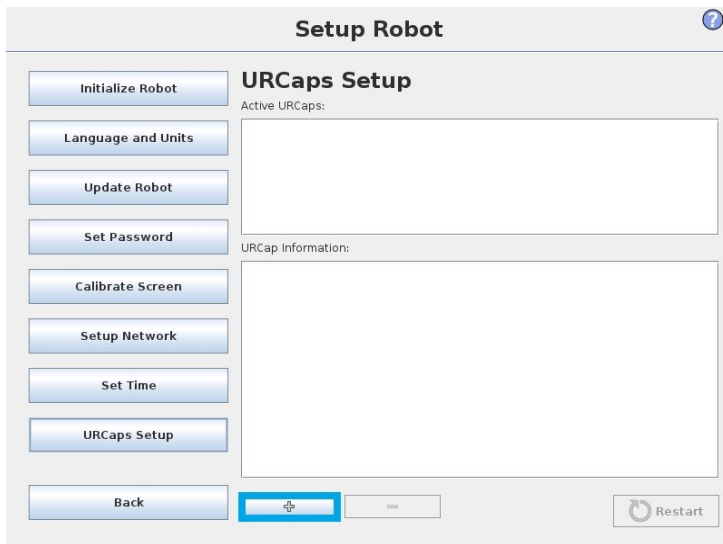 Setup Robot
?
Initialize Robot
Language and Units
Update Robot
Set Password
Calibrate Screen
Setup Network
Set Time
URCaps Setup
Back
URCaps Setup
Active URCaps:
URCap Information:
Restart